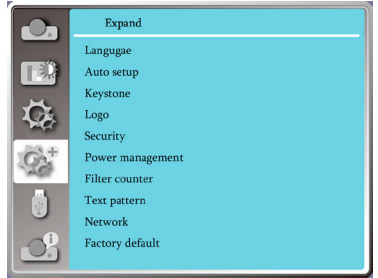 Expand
Langugae
Auto setup
Keystone
Logo
Security
Power management
Filter counter
Text pattern
Network
Factory default